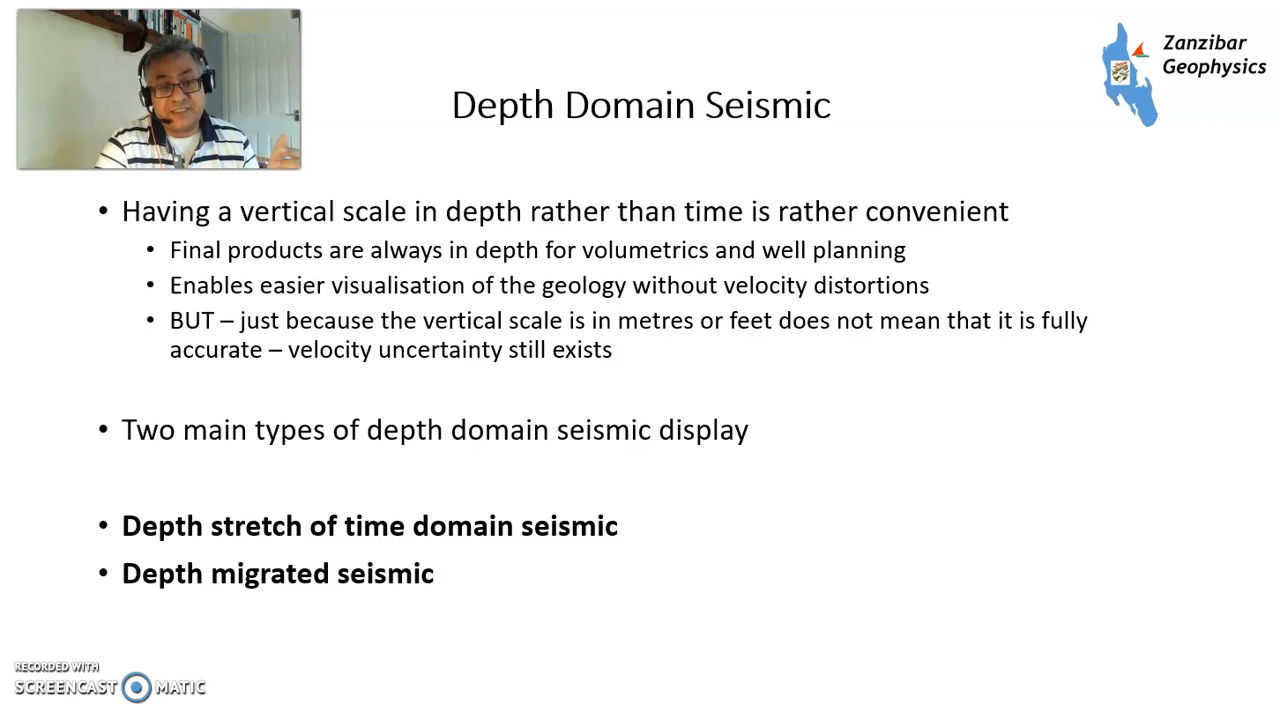 Zanzibar
Geophysics
Depth Domain Seismic
• Having a vertical scale in depth rather than time is rather convenient
• Final products are always in depth for volumetrics and well planning
• Enables easier visualisation of the geology without velocity distortions
• BUT – just because the vertical scale is in metres or feet does not mean that it is fully
accurate – velocity uncertainty still exists
• Two main types of depth domain seismic display
• Depth stretch of time domain seismic
• Depth migrated seismic
RECORDED WITH
SCREENCAST MATIC